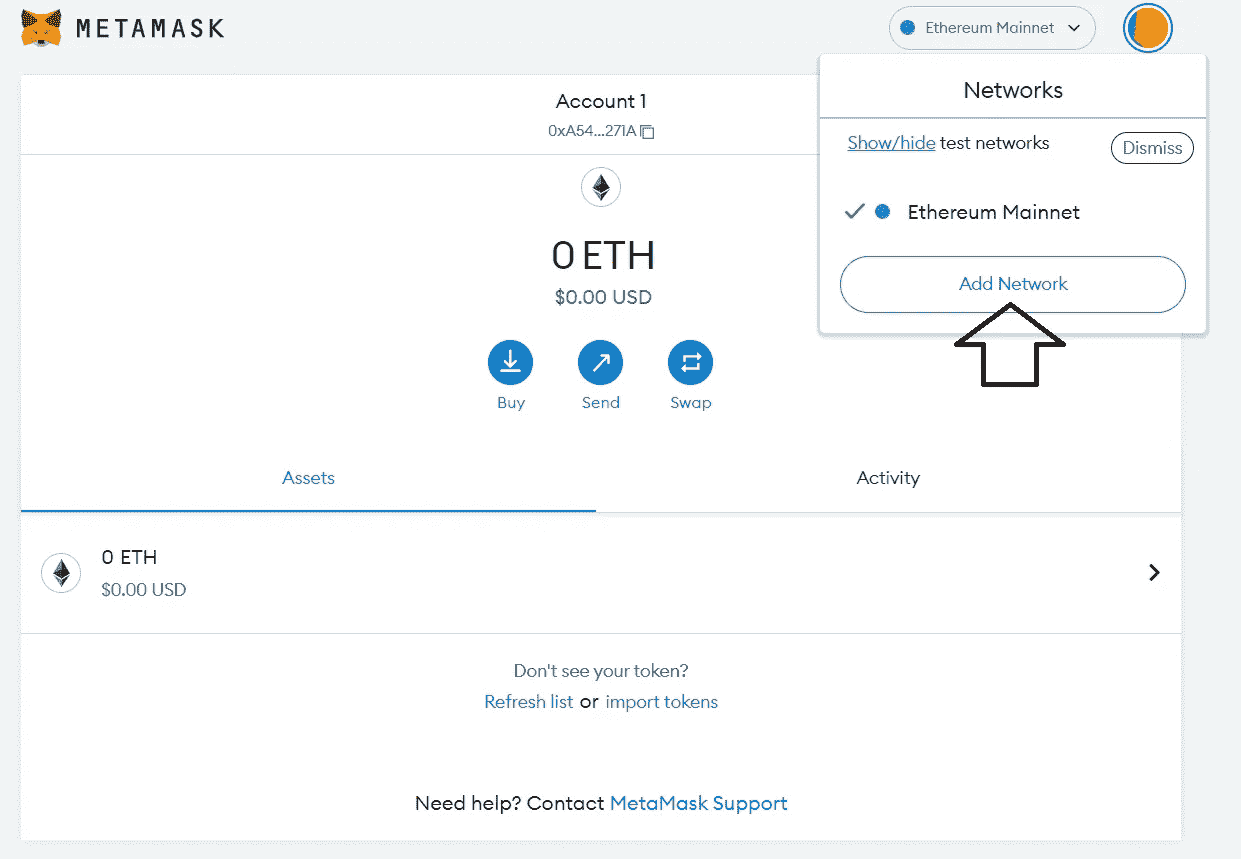 METAMASK
Ethereum Mainnet
Networks
Show/hide test networks
Dismiss
Ethereum Mainnet
Add Network
Account 1
0xA54...271A
0 ETH
$0.00 USD
Buy
Send
Swap
Assets
Activity
0 ETH
$0.00 USD
Don't see your token?
Refresh list or import tokens
Need help? Contact MetaMask Support